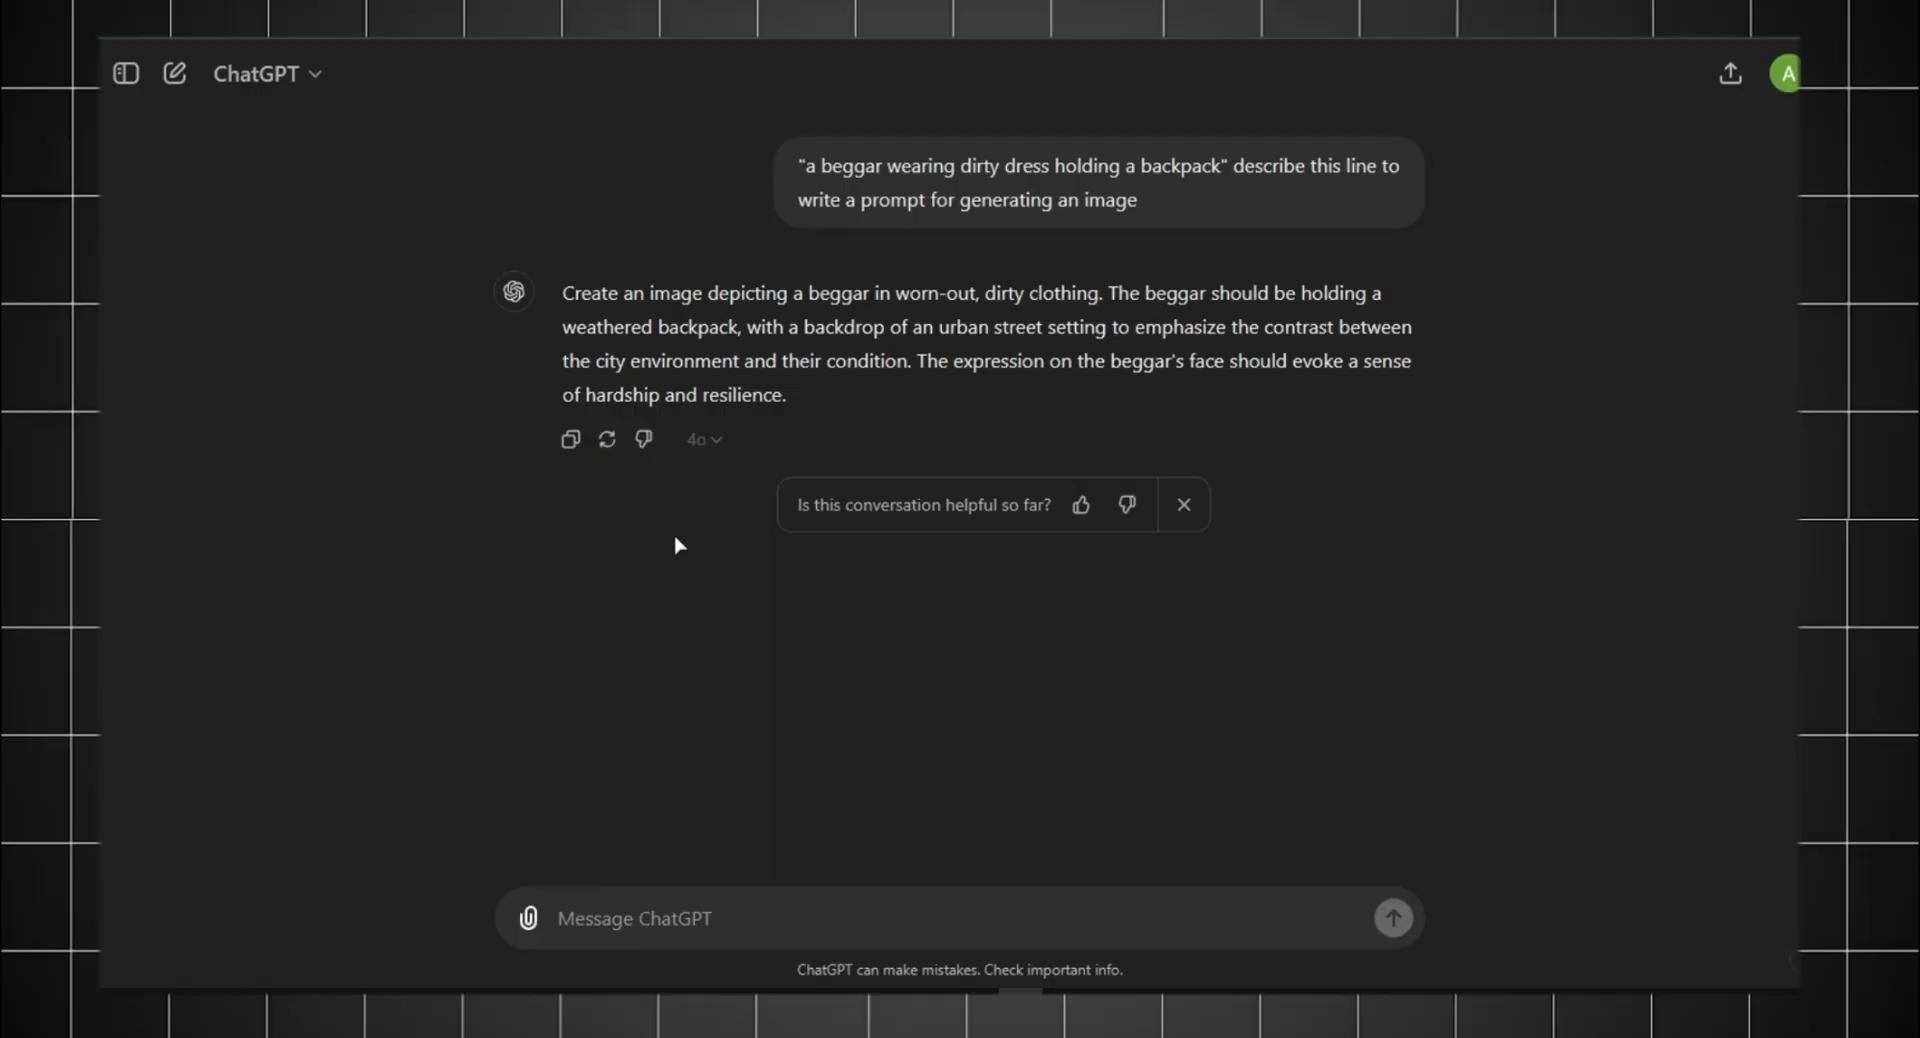 ChatGPT
A
"a beggar wearing dirty dress holding a backpack" describe this line to
write a prompt for generating an image
Create an image depicting a beggar in worn-out, dirty clothing. The beggar should be holding a
weathered backpack, with a backdrop of an urban street setting to emphasize the contrast between
the city environment and their condition. The expression on the beggar's face should evoke a sense
of hardship and resilience.
4o
Is this conversation helpful so far?
Message ChatGPT
ChatGPT can make mistakes. Check important info.